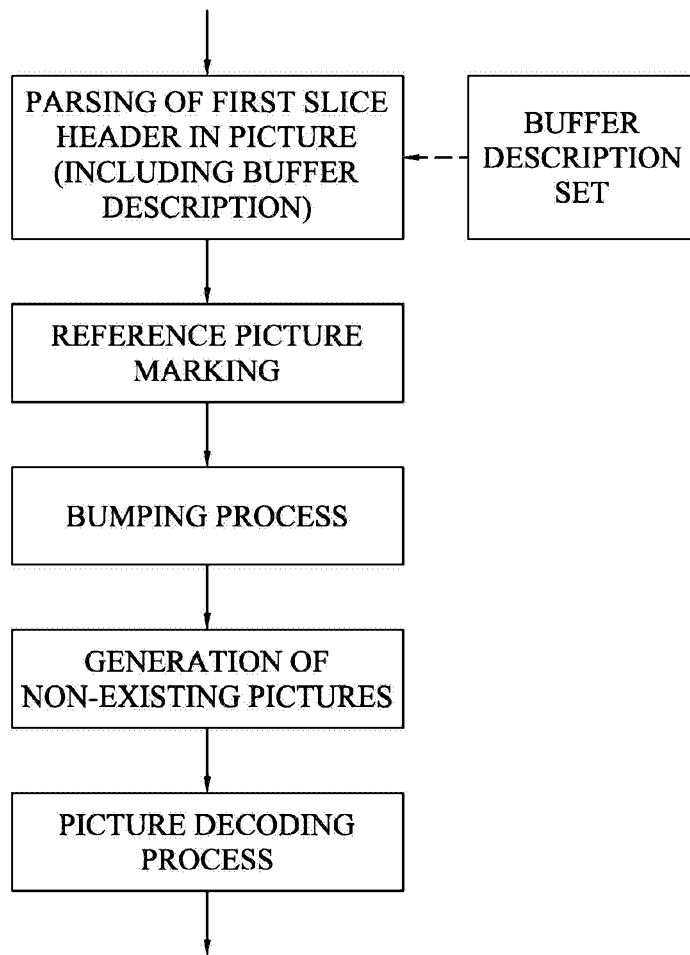 PARSING OF FIRST SLICE
HEADER IN PICTURE
(INCLUDING BUFFER
DESCRIPTION)
BUFFER
DESCRIPTION
SET
REFERENCE PICTURE
MARKING
BUMPING PROCESS
GENERATION OF
NON-EXISTING PICTURES
PICTURE DECODING
PROCESS